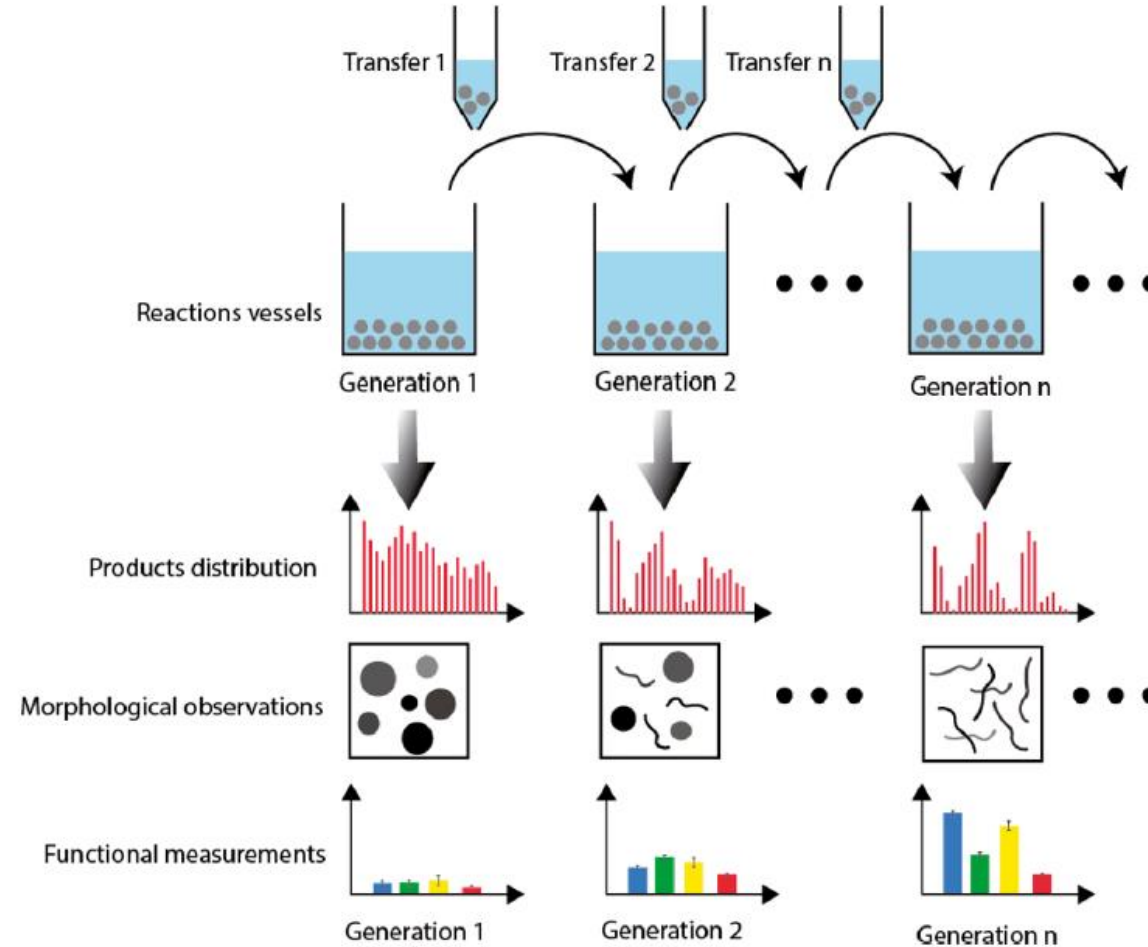 Transfer 1
Transfer 2
Transfer n
Reactions vessels
Generation 1
Generation 2
Generation n
Products distribution
Morphological observations
Functional measurements
Generation 1
Generation 2
Generation n